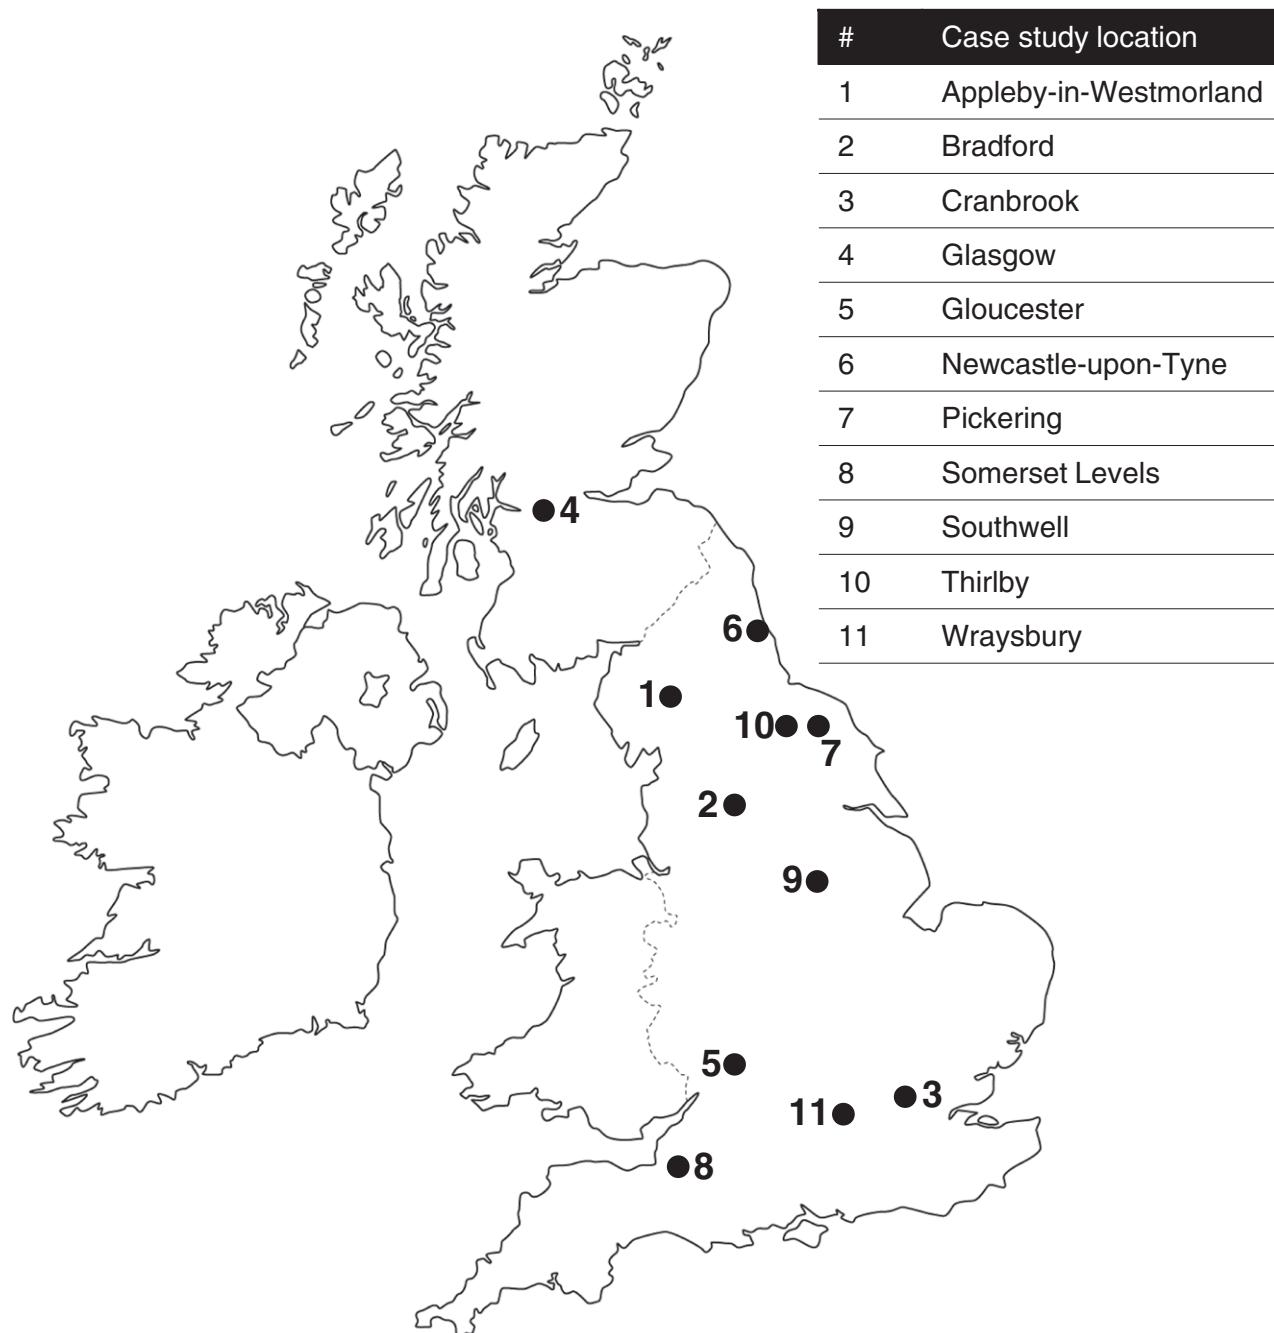 # Case study location
1 Appleby-in-Westmorland
2 Bradford
3 Cranbrook
4 Glasgow
5 Gloucester
6 Newcastle-upon-Tyne
7 Pickering
8 Somerset Levels
9 Southwell
10 Thirlby
11 Wraysbury
4
6
1
10
7
2
9
5
3
11
8